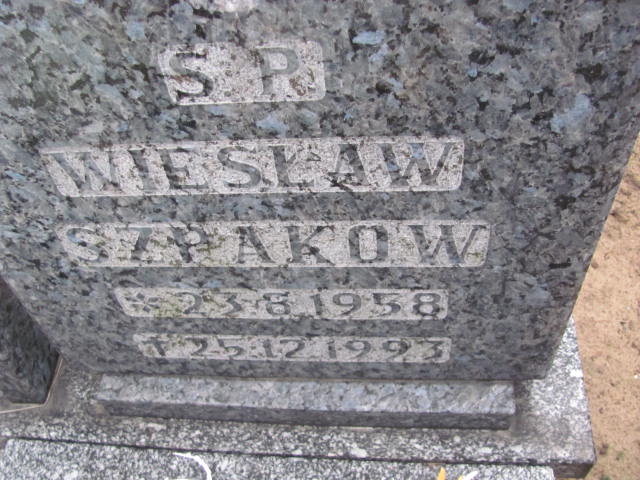 S.P.
WIESŁAW
SZPAKOW
* 23.8.1958
† 25.12.1993